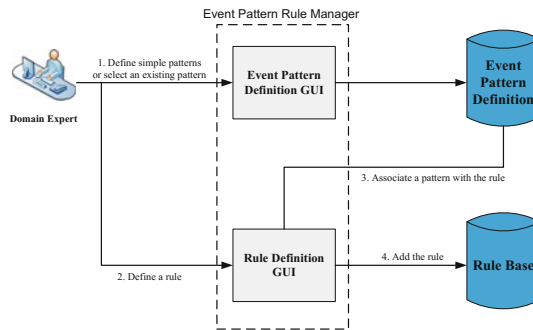 Event Pattern Rule Manager
1. Define simple patterns
or select an existing pattern
Event Pattern
Definition GUI
Event
Pattern
Definition
Domain Expert
3. Associate a pattern with the rule
2. Define a rule
Rule Definition
GUI
4. Add the rule
Rule Base